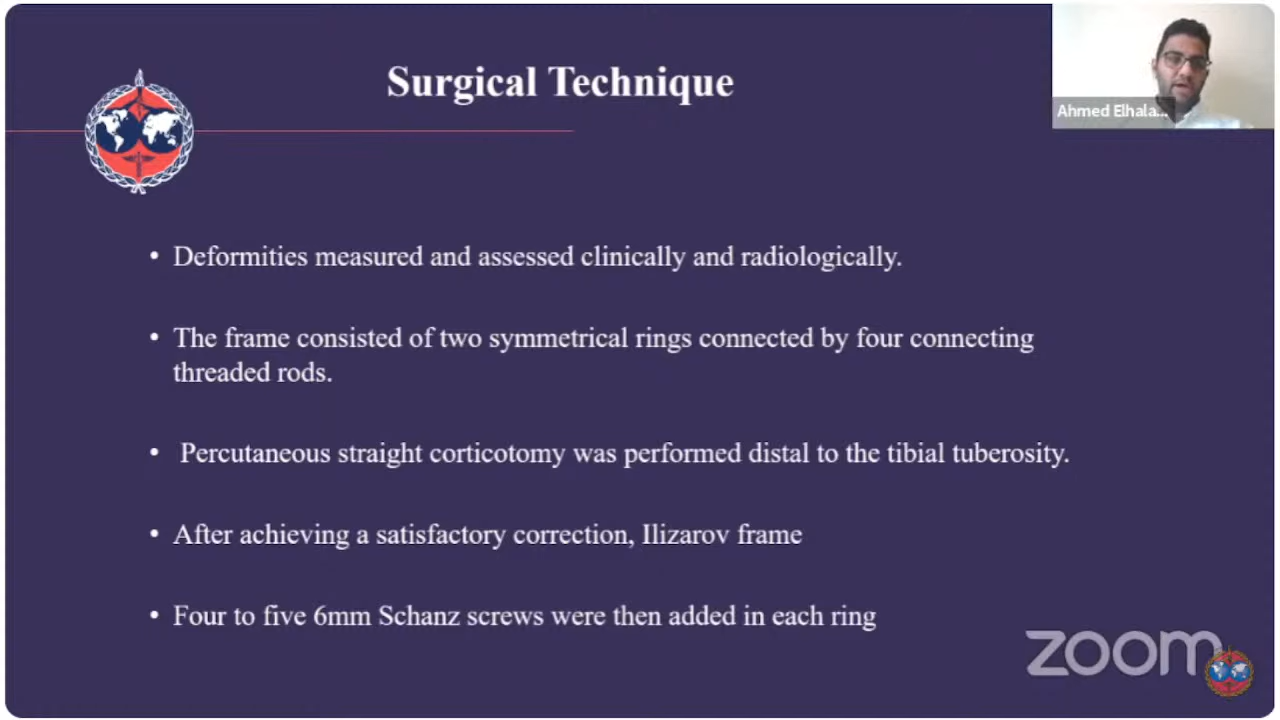 Surgical Technique
Ahmed Elhala...
• Deformities measured and assessed clinically and radiologically.
• The frame consisted of two symmetrical rings connected by four connecting
threaded rods.
• Percutaneous straight corticotomy was performed distal to the tibial tuberosity.
• After achieving a satisfactory correction, Ilizarov frame
• Four to five 6mm Schanz screws were then added in each ring
zoom